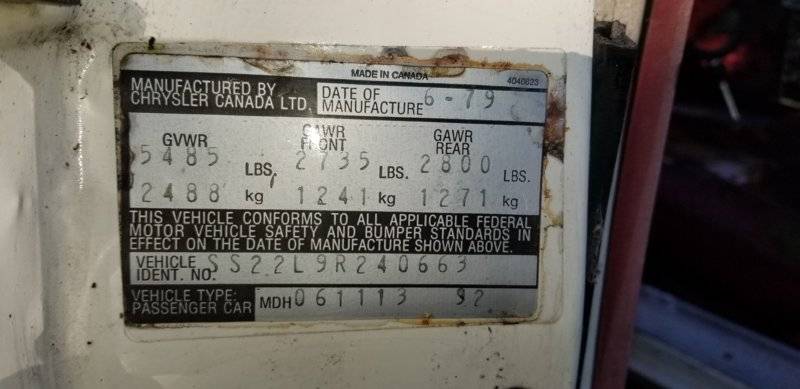 MADE IN CANADA 4046623
MANUFACTURED BY CHRYSLER CANADA LTD.
DATE OF MANUFACTURE 6-79
GVWR GAWR FRONT GAWR REAR
5485 LBS. 2735 LBS. 2800 LBS.
2488 kg 1241 kg 1271 kg
THIS VEHICLE CONFORMS TO ALL APPLICABLE FEDERAL
MOTOR VEHICLE SAFETY AND BUMPER STANDARDS IN
EFFECT ON THE DATE OF MANUFACTURE SHOWN ABOVE.
VEHICLE IDENT. NO. SS22L9R240663
VEHICLE TYPE: PASSENGER CAR MDH 061113 92